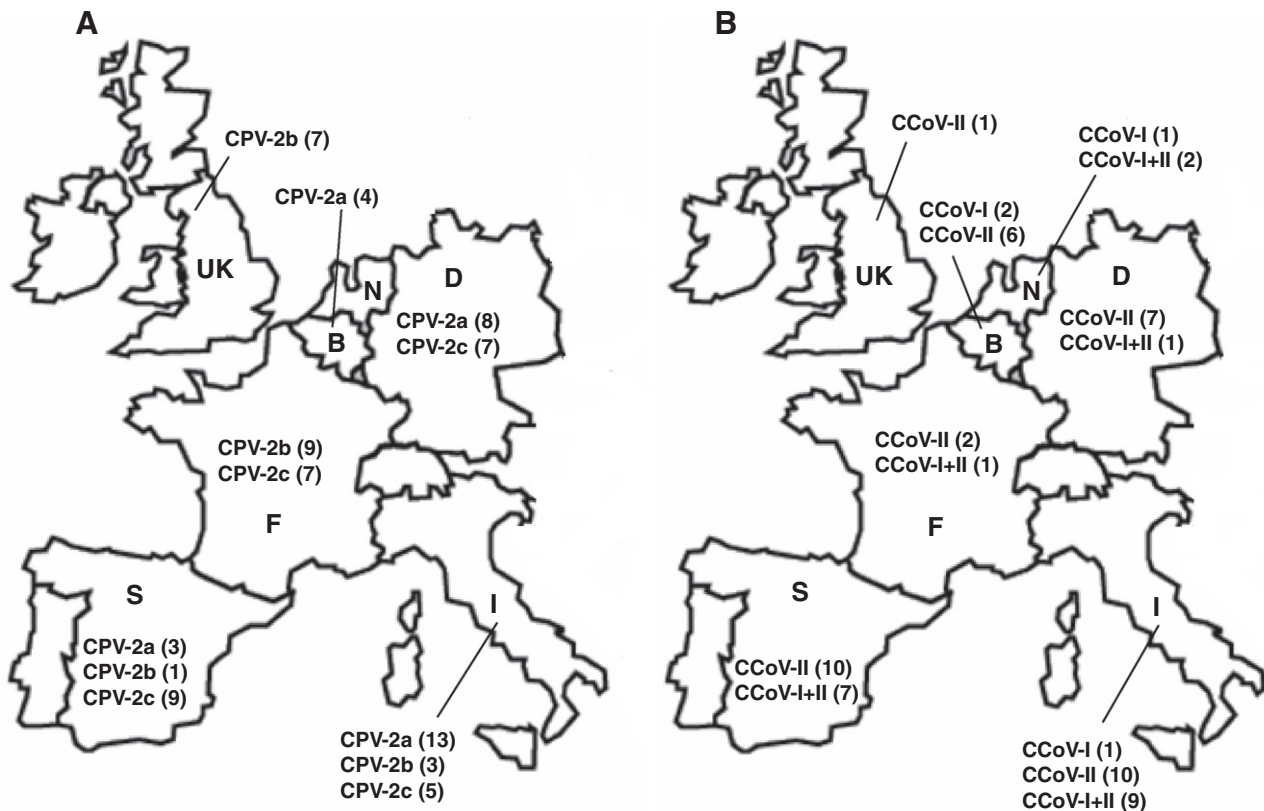 A
CPV-2b (7)
CPV-2a (4)
UK
N
D
CPV-2a (8)
CPV-2c (7)
B
CPV-2b (9)
CPV-2c (7)
F
S
CPV-2a (3)
CPV-2b (1)
CPV-2c (9)
I
CPV-2a (13)
CPV-2b (3)
CPV-2c (5)
B
CCoV-II (1)
CCoV-I (1)
CCoV-I+II (2)
CCoV-I (2)
CCoV-II (6)
UK
N
D
CCoV-II (7)
CCoV-I+II (1)
B
CCoV-II (2)
CCoV-I+II (1)
F
S
CCoV-II (10)
CCoV-I+II (7)
I
CCoV-I (1)
CCoV-II (10)
CCoV-I+II (9)